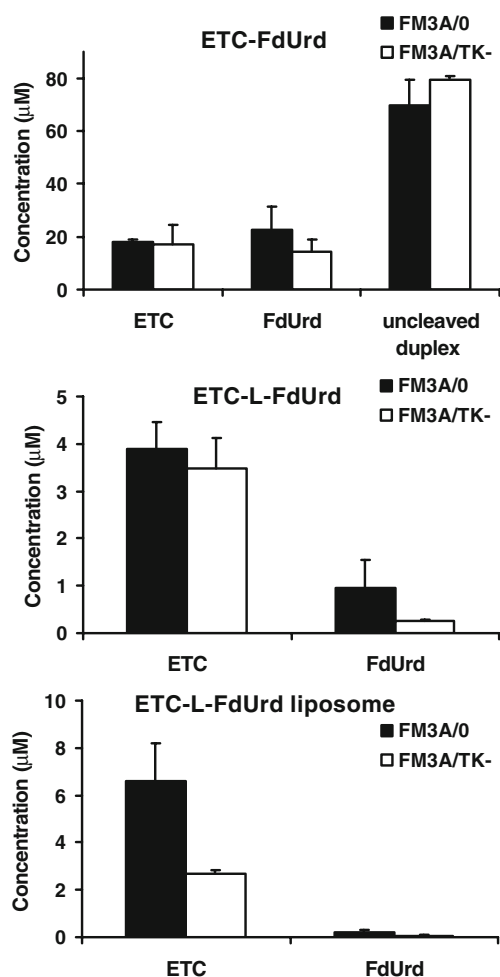 ETC-FdUrd
FM3A/0
FM3A/TK-
Concentration (µM)
80
60
40
20
0
ETC
FdUrd
uncleaved
duplex
ETC-L-FdUrd
FM3A/0
FM3A/TK-
Concentration (µM)
5
4
3
2
1
0
ETC
FdUrd
ETC-L-FdUrd liposome
FM3A/0
FM3A/TK-
Concentration (µM)
10
8
6
4
2
0
ETC
FdUrd